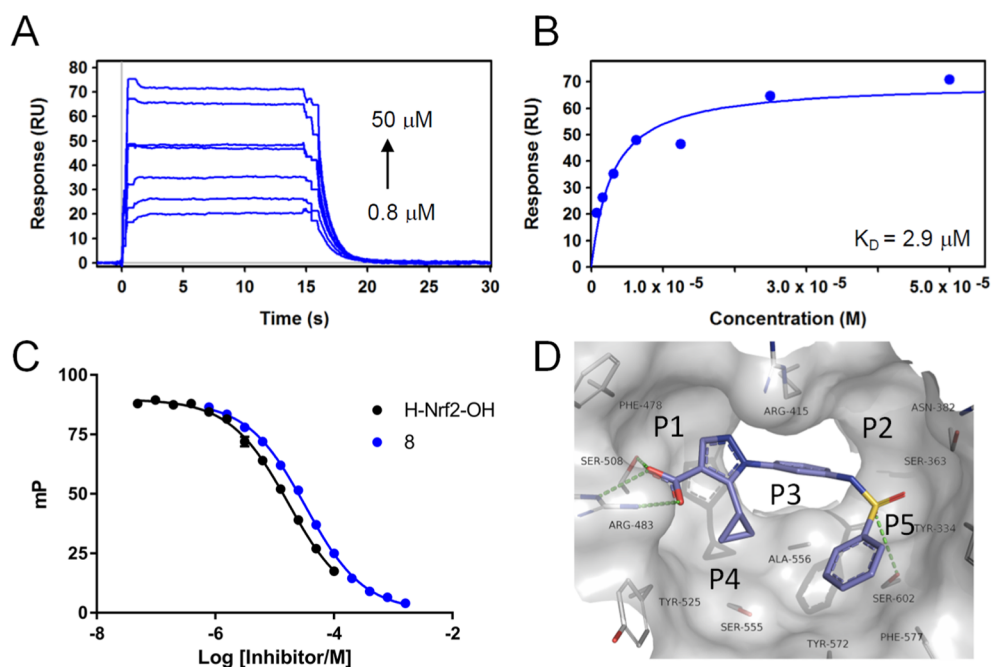 A
Response (RU)
80
70
60
50
40
30
20
10
0
50 μM
0.8 μM
0
5
10
15
20
25
30
Time (s)
B
Response (RU)
70
60
50
40
30
20
10
0
K_D = 2.9 μM
0
1.0 x 10⁻⁵
3.0 x 10⁻⁵
5.0 x 10⁻⁵
Concentration (M)
C
mP
100
75
50
25
0
H-Nrf2-OH
8
-8
-6
-4
-2
Log [Inhibitor/M]
D
PHE-478
ARG-415
ASN-382
P1
P2
SER-508
SER-363
P3
ARG-483
P5
TYR-334
ALA-556
P4
SER-602
TYR-525
SER-555
TYR-572
PHE-577